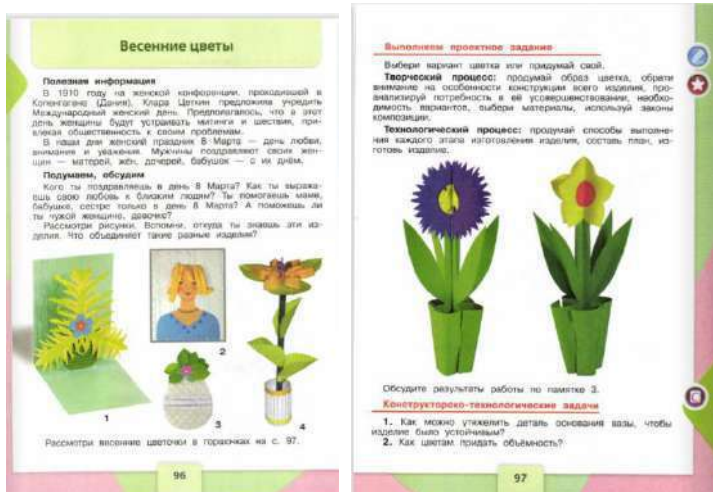 Весенние цветы
Полезная информация
В 1910 году на женской конференции, проходившей в
Копенгагене (Дания), Клара Цеткин предложила учредить
Международный женский день. Предполагалось, что в этот
день женщины будут устраивать митинги и шествия, при-
влекая общественность к своим проблемам.
В наши дни женский праздник 8 Марта — день любви,
внимания и уважения. Мужчины поздравляют своих жен-
щин — матерей, жён, дочерей, бабушек — с их днём.
Подумаем, обсудим
Кого ты поздравляешь в день 8 Марта? Как ты выража-
ешь свою любовь к близким людям? Ты помогаешь маме,
бабушке, сестре только в день 8 Марта? А поможешь ли
ты чужой женщине, девочке?
Рассмотри рисунки. Вспомни, откуда ты знаешь эти из-
делия. Что объединяет такие разные изделия?
1
2
3
4
Рассмотри весенние цветочки в горшочках на с. 97.
96
Выполняем проектное задание
Выбери вариант цветка или придумай свой.
Творческий процесс: продумай образ цветка, обрати
внимание на особенности конструкции всего изделия, про-
анализируй потребность в её усовершенствовании, необхо-
димость вариантов, выбери материалы, используй законы
композиции.
Технологический процесс: продумай способы выполне-
ния каждого этапа изготовления изделия, составь план, из-
готовь изделие.
Обсудите результаты работы по памятке 3.
Конструкторско-технологические задачи
1. Как можно утяжелить деталь основания вазы, чтобы
изделие было устойчивым?
2. Как цветам придать объёмность?
97